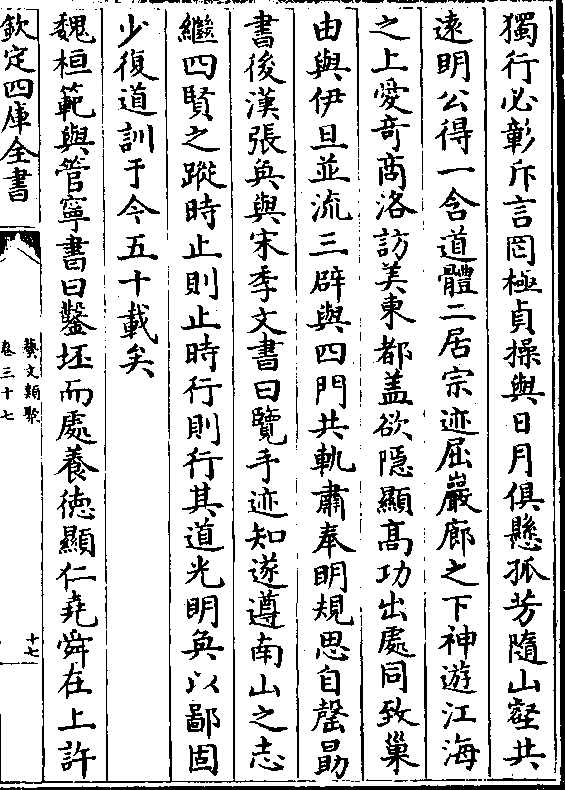 獨行必彰斥言罔極貞操與日月俱懸孤芳隨山壑共
遠明公得一含道體二居宗迹屈巖廊之下神遊江海
之上愛奇商洛訪美東都盖欲隱顯髙功出處同致巢
由與伊旦並流三辟與四門共軌肅奉明規思自罄勗
書後漢張奐與宋季文書曰覽手迹知遂遵南山之志
繼四賢之蹤時止則止時行則行其道光明奐以鄙固
少復道訓于今五十載矣
魏桓範與管寧書曰鑿坯而處養徳顯仁堯舜在上許
欽定四庫全書
藝文類聚
卷三十七
十七